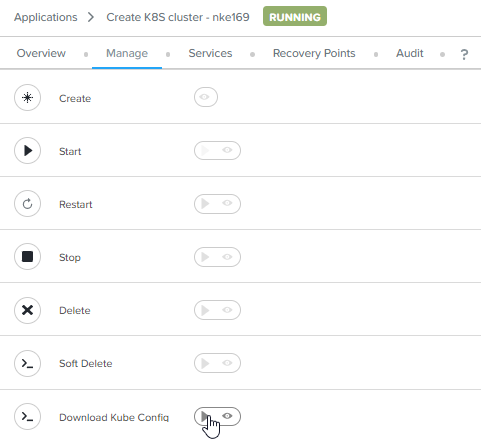 Applications > Create K8S cluster - nke169 RUNNING
Overview Manage Services Recovery Points Audit ?
Create
Start
Restart
Stop
Delete
Soft Delete
Download Kube Config